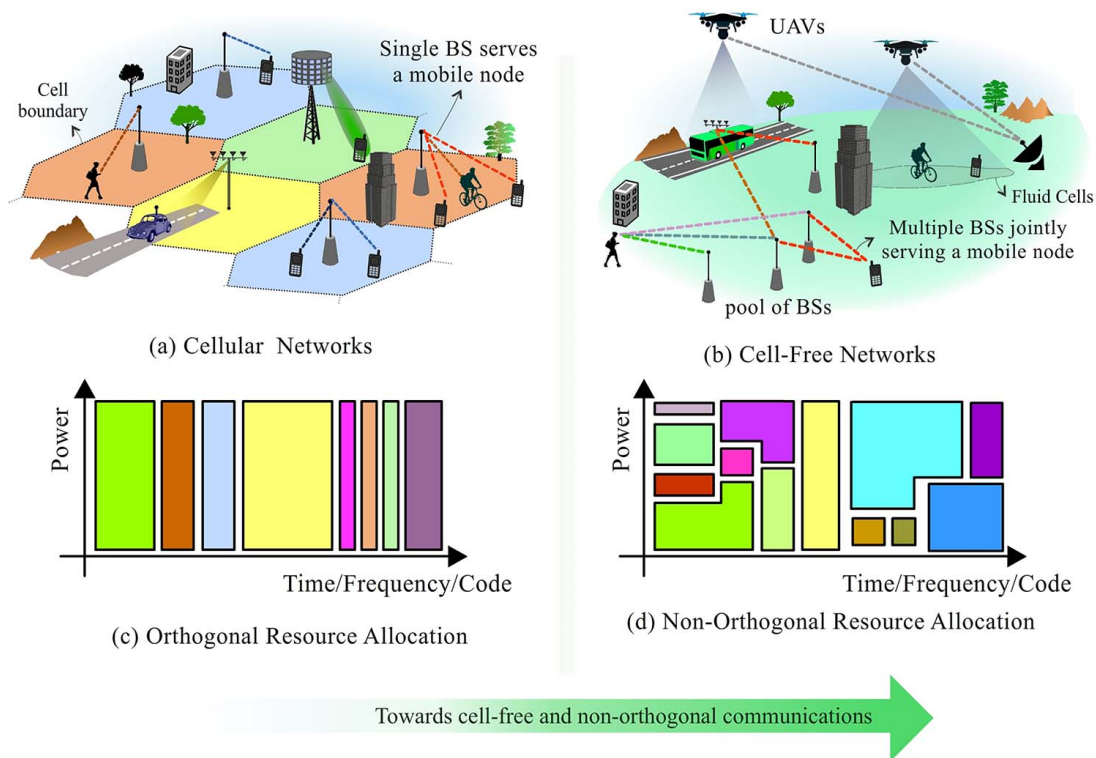 Cell
boundary
Single BS serves
a mobile node
(a) Cellular Networks
UAVs
Fluid Cells
Multiple BSs jointly
serving a mobile node
pool of BSs
(b) Cell-Free Networks
Power
Time/Frequency/Code
(c) Orthogonal Resource Allocation
Power
Time/Frequency/Code
(d) Non-Orthogonal Resource Allocation
Towards cell-free and non-orthogonal communications